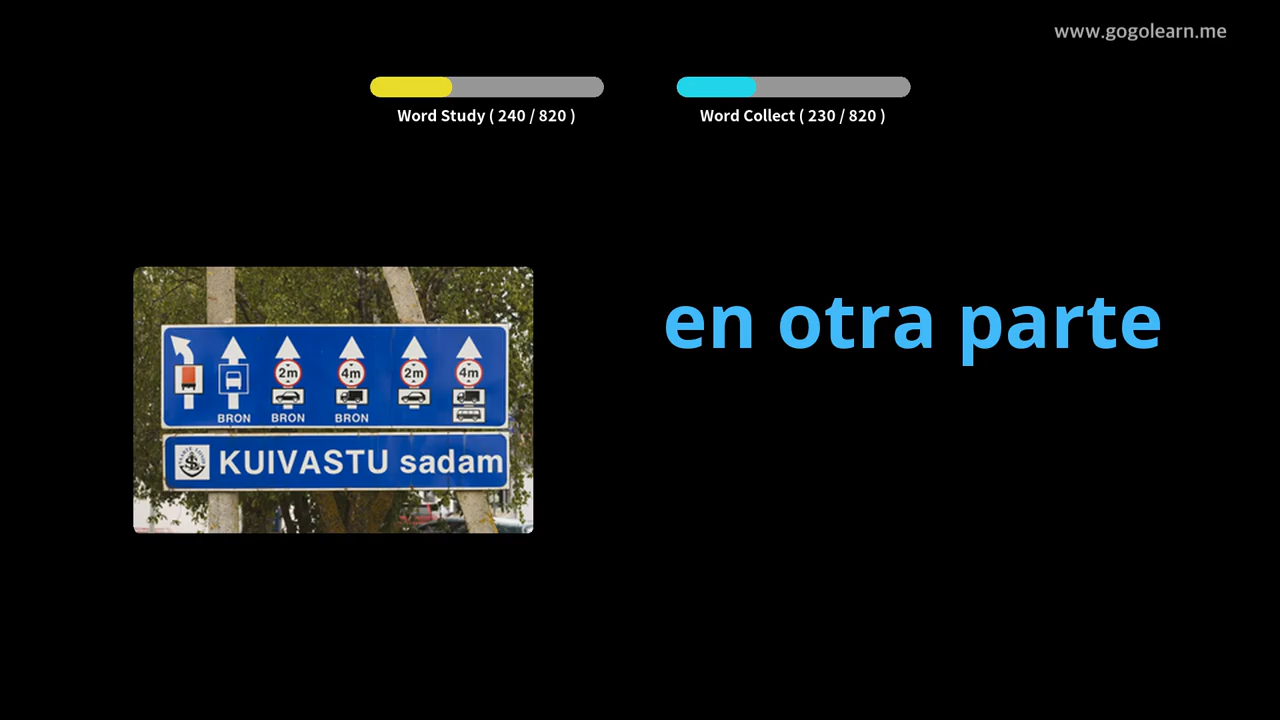 www.gogolearn.me
Word Study ( 240 / 820 )
Word Collect ( 230 / 820 )
en otra parte
2m 4m 2m 4m
BRON BRON BRON
KUIVASTU sadam